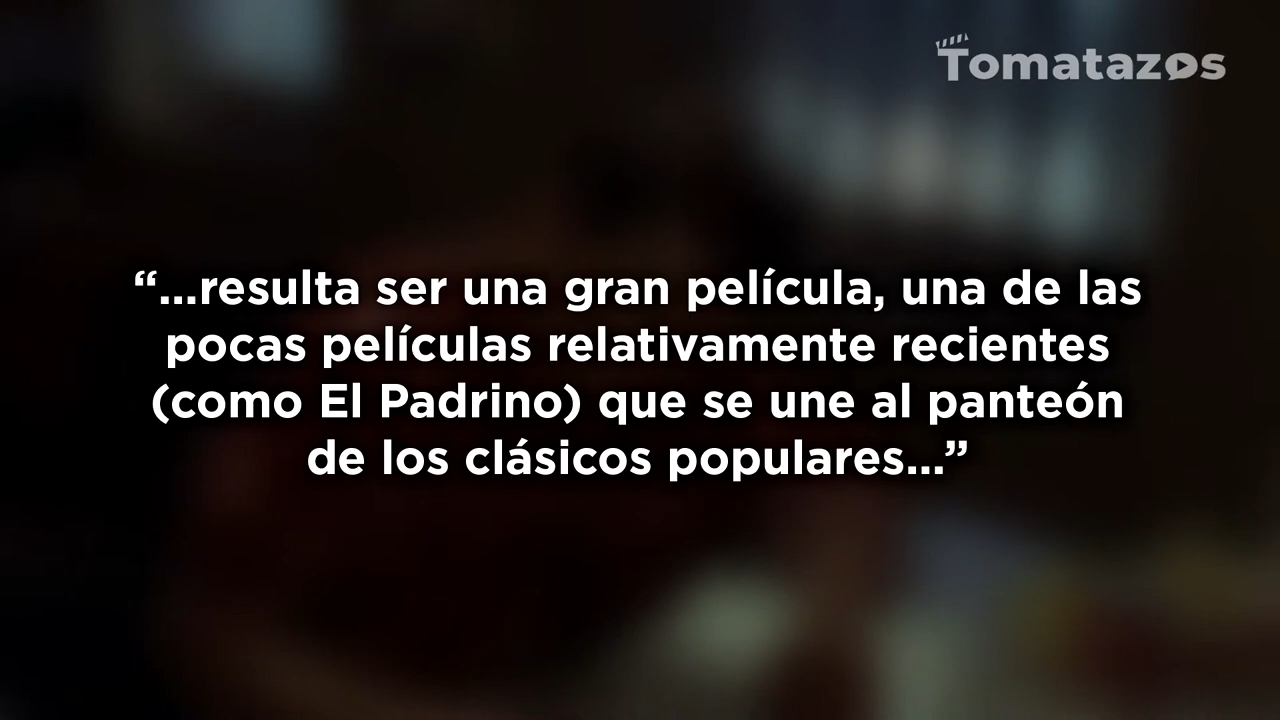 Tomatazos
“...resulta ser una gran película, una de las
pocas películas relativamente recientes
(como El Padrino) que se une al panteón
de los clásicos populares...”